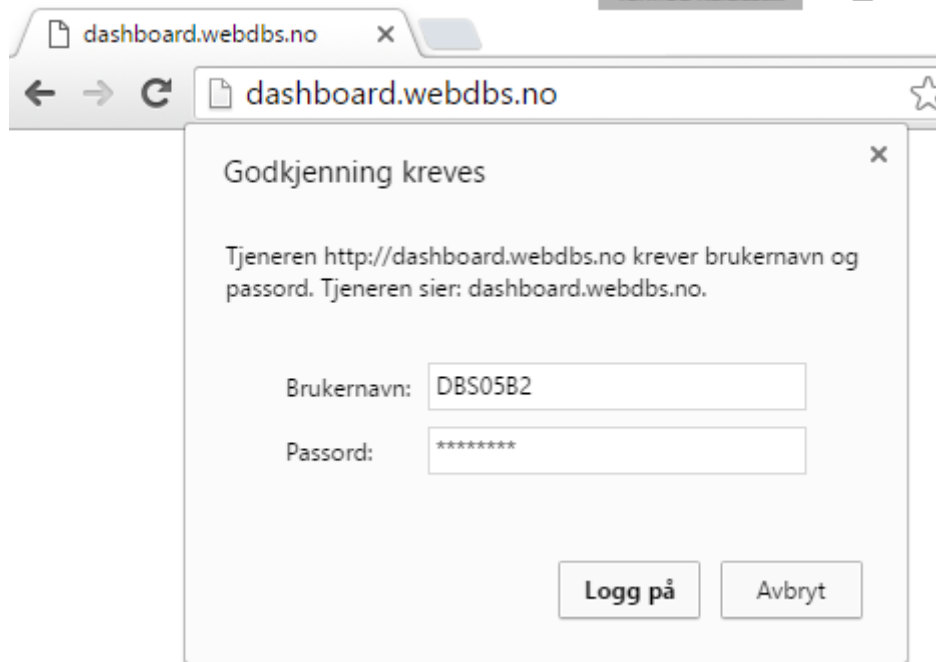 dashboard.webdbs.no
dashboard.webdbs.no
Godkjenning kreves
Tjeneren http://dashboard.webdbs.no krever brukernavn og
passord. Tjeneren sier: dashboard.webdbs.no.
Brukernavn: DBS05B2
Passord: ********
Logg på Avbryt